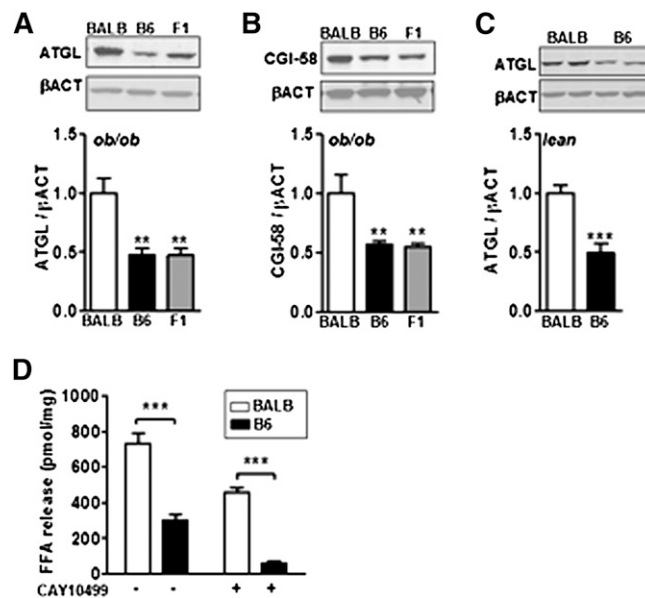 A
BALB B6 F1
ATGL
βACT
1.5
1.0
0.5
0.0
ATGL / βACT
ob/ob
**
**
BALB B6 F1
B
BALB B6 F1
CGI-58
βACT
1.5
1.0
0.5
0.0
CGI-58 / βACT
ob/ob
**
**
BALB B6 F1
C
BALB B6
ATGL
βACT
1.5
1.0
0.5
0.0
ATGL / βACT
lean
***
BALB B6
D
1000
800
600
400
200
0
FFA release (pmol/mg)
***
***
BALB
B6
CAY10499 - - + +